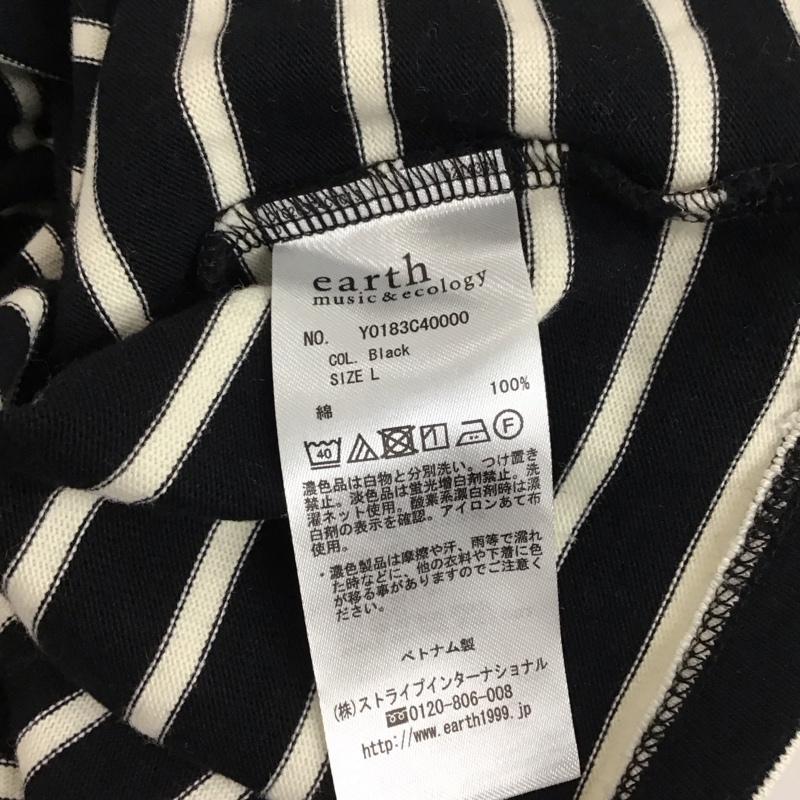 earth
music & ecology
NO. Y0183C40000
COL. Black
SIZE L
綿 100%
40 F
濃色品は白物と分別洗い。つけ置き
禁止。淡色品は蛍光増白剤禁止。洗
濯ネット使用。酸素系漂白剤時は漂
白剤の表示を確認。アイロンあて布
使用。
・濃色製品は摩擦や汗、雨等で濡れ
た時などに、他の衣料や下着に色
が移る事がありますのでご注意く
ださい。
ベトナム製
(株)ストライプインターナショナル
0120-806-008
http://www.earth1999.jp